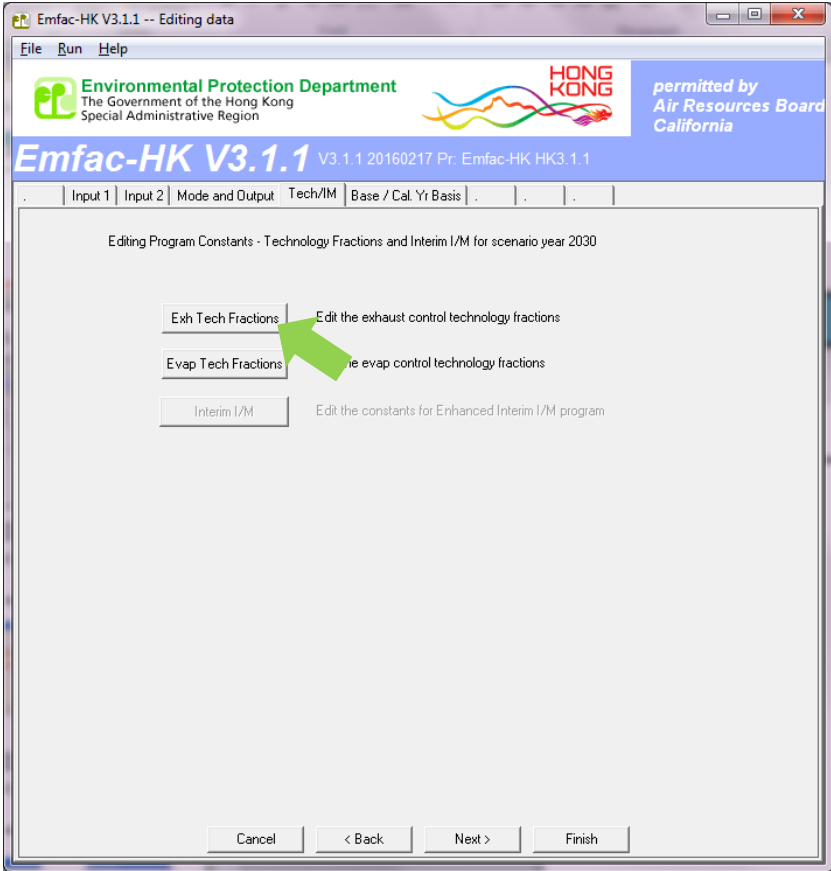 Emfac-HK V3.1.1 -- Editing data
File Run Help
Environmental Protection Department
The Government of the Hong Kong
Special Administrative Region
HONG
KONG
permitted by
Air Resources Board
California
Emfac-HK V3.1.1 V3.1.1 20160217 Pr: Emfac-HK HK3.1.1
. Input 1 Input 2 Mode and Output Tech/IM Base / Cal. Yr Basis . . .
Editing Program Constants - Technology Fractions and Interim I/M for scenario year 2030
Exh Tech Fractions Edit the exhaust control technology fractions
Evap Tech Fractions evap control technology fractions
Interim I/M Edit the constants for Enhanced Interim I/M program
Cancel < Back Next > Finish